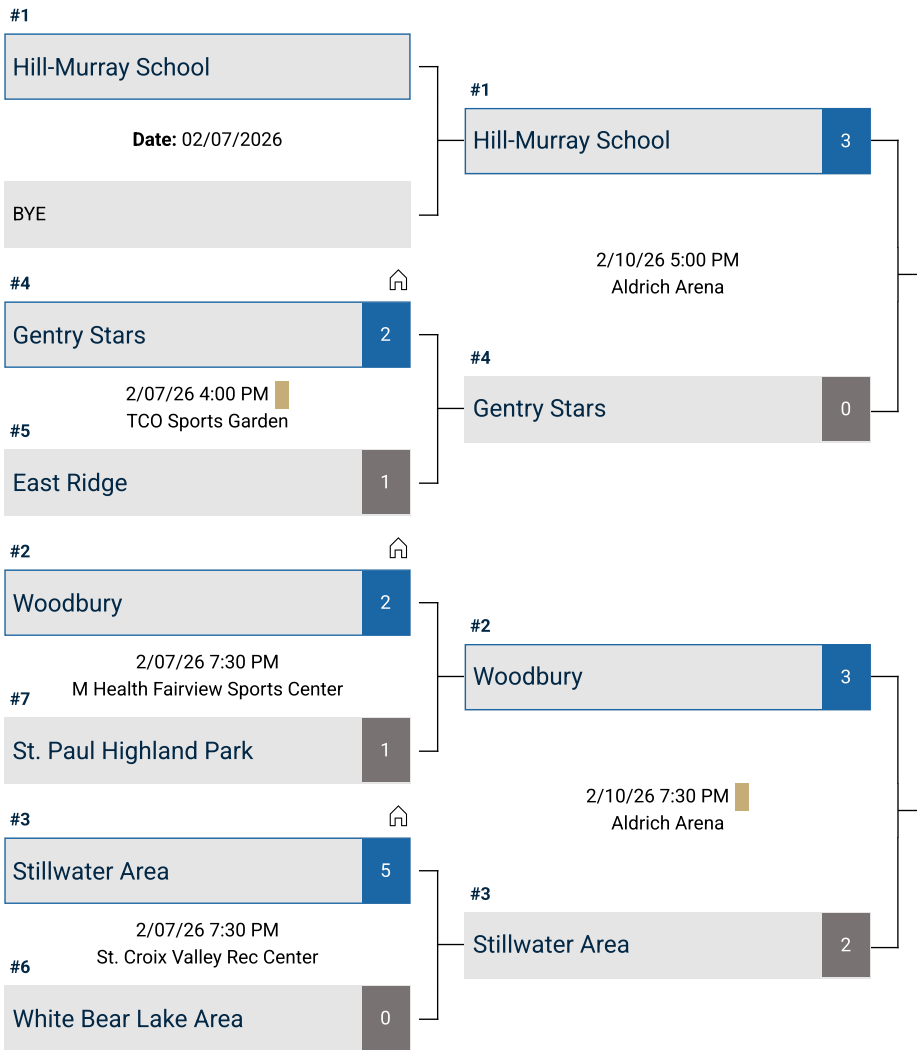 #1
Hill-Murray School
Date: 02/07/2026
BYE
#4
Gentry Stars 2
2/07/26 4:00 PM
TCO Sports Garden
#5
East Ridge 1
#2
Woodbury 2
2/07/26 7:30 PM
M Health Fairview Sports Center
#7
St. Paul Highland Park 1
#3
Stillwater Area 5
2/07/26 7:30 PM
St. Croix Valley Rec Center
#6
White Bear Lake Area 0
#1
Hill-Murray School 3
2/10/26 5:00 PM
Aldrich Arena
#4
Gentry Stars 0
#2
Woodbury 3
2/10/26 7:30 PM
Aldrich Arena
#3
Stillwater Area 2